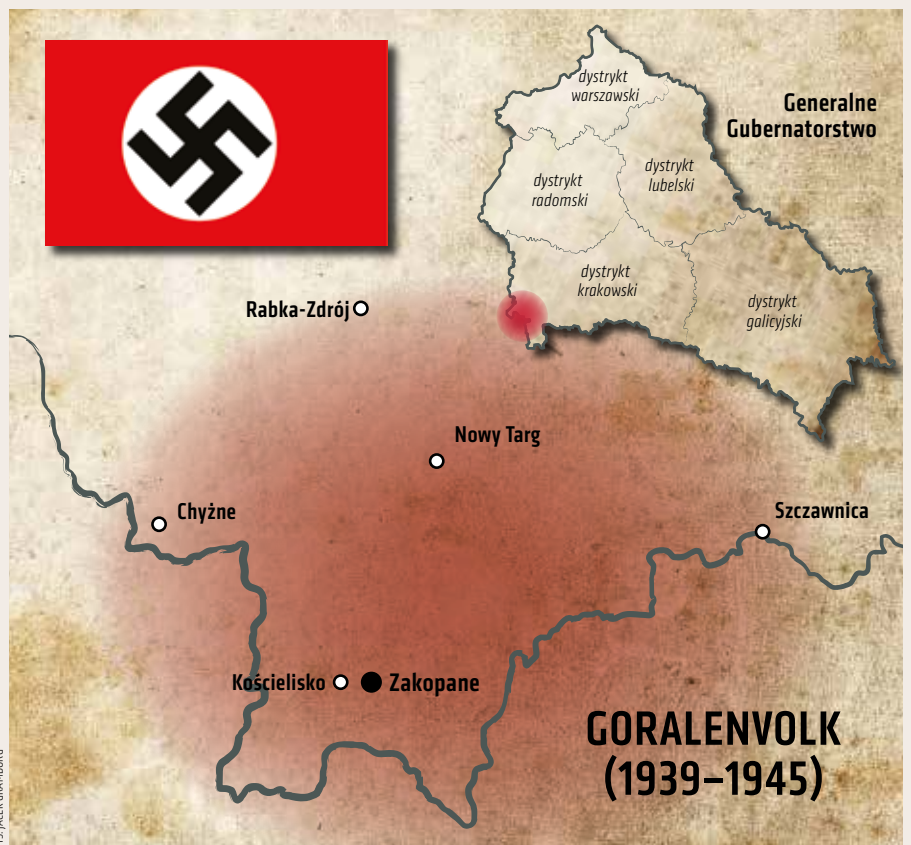 dystrykt
warszawski
Generalne
Gubernatorstwo
dystrykt
lubelski
dystrykt
radomski
dystrykt
krakowski
dystrykt
galicyjski
Rabka-Zdrój
Nowy Targ
Chyżne
Szczawnica
Kościelisko
Zakopane
GORALENVOLK
(1939–1945)